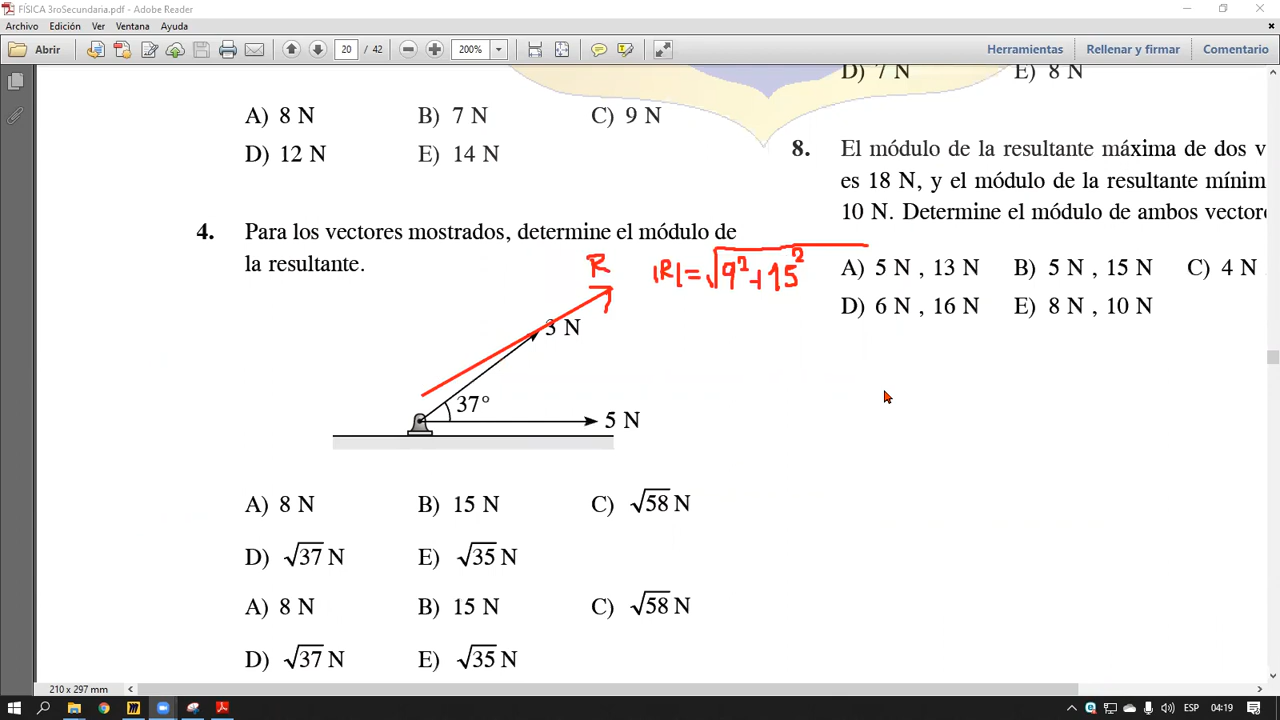 FÍSICA 3roSecundaria.pdf - Adobe Reader
Archivo Edición Ver Ventana Ayuda
Abrir 20 / 42 200% Herramientas Rellenar y firmar Comentario
A) 8 N B) 7 N C) 9 N
D) 12 N E) 14 N
4. Para los vectores mostrados, determine el módulo de
la resultante.
R |R| = √9² + 15²
3 N
37°
5 N
A) 8 N B) 15 N C) √58 N
D) √37 N E) √35 N
A) 8 N B) 15 N C) √58 N
D) √37 N E) √35 N
D) 7 N E) 8 N
8. El módulo de la resultante máxima de dos v
es 18 N, y el módulo de la resultante mínim
10 N. Determine el módulo de ambos vector
A) 5 N , 13 N B) 5 N , 15 N C) 4 N
D) 6 N , 16 N E) 8 N , 10 N
210 x 297 mm
ESP 04:19